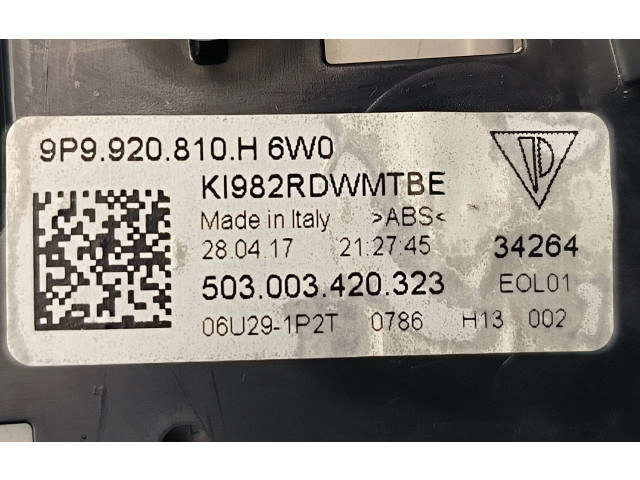 9P9.920.810.H 6W0
KI982RDWMTBE
Made in Italy >ABS<
28.04.17 21:27:45 34264
503.003.420.323 EOL01
06U29-1P2T 0786 H13 002